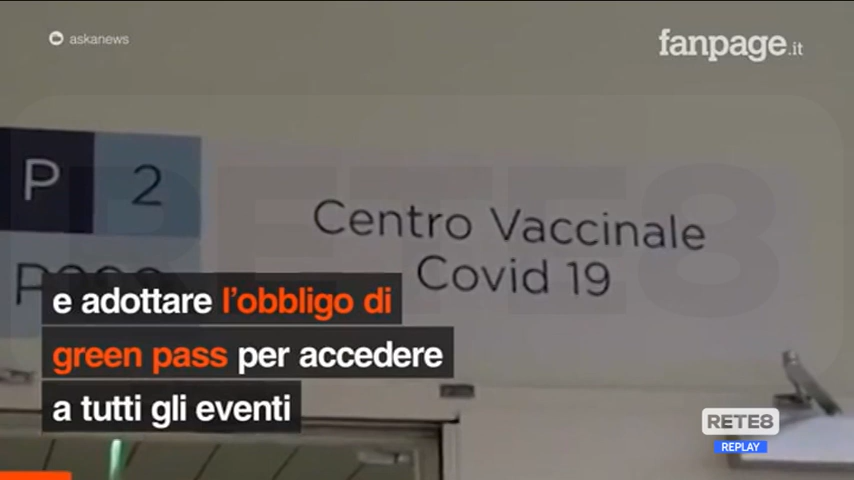 askanews
fanpage.it
P 2
Centro Vaccinale
Covid 19
e adottare l'obbligo di
green pass per accedere
a tutti gli eventi
RETE8
RETE8
REPLAY